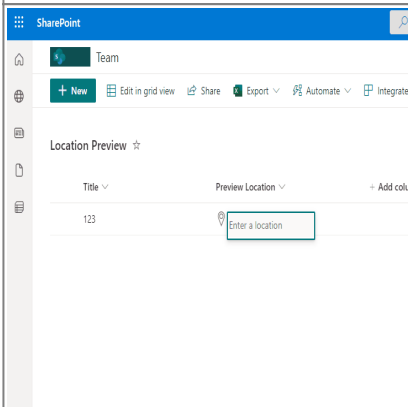 SharePoint
Team
+ New Edit in grid view Share Export Automate Integrate
Location Preview
Title Preview Location + Add colu
123 Enter a location